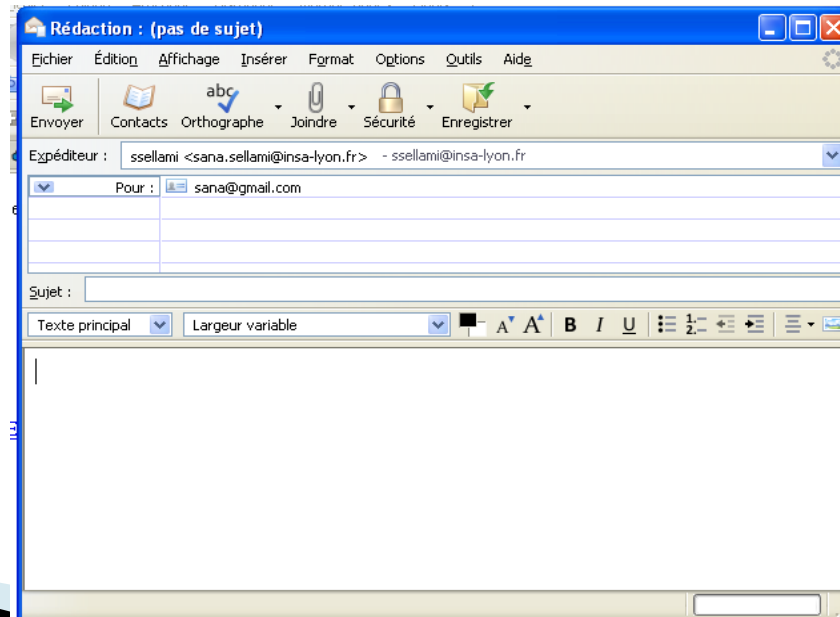 Rédaction : (pas de sujet)
Fichier Édition Affichage Insérer Format Options Outils Aide
Envoyer Contacts Orthographe Joindre Sécurité Enregistrer
Expéditeur : ssellami <sana.sellami@insa-lyon.fr> - ssellami@insa-lyon.fr
Pour : sana@gmail.com
Sujet :
Texte principal Largeur variable A A B I U